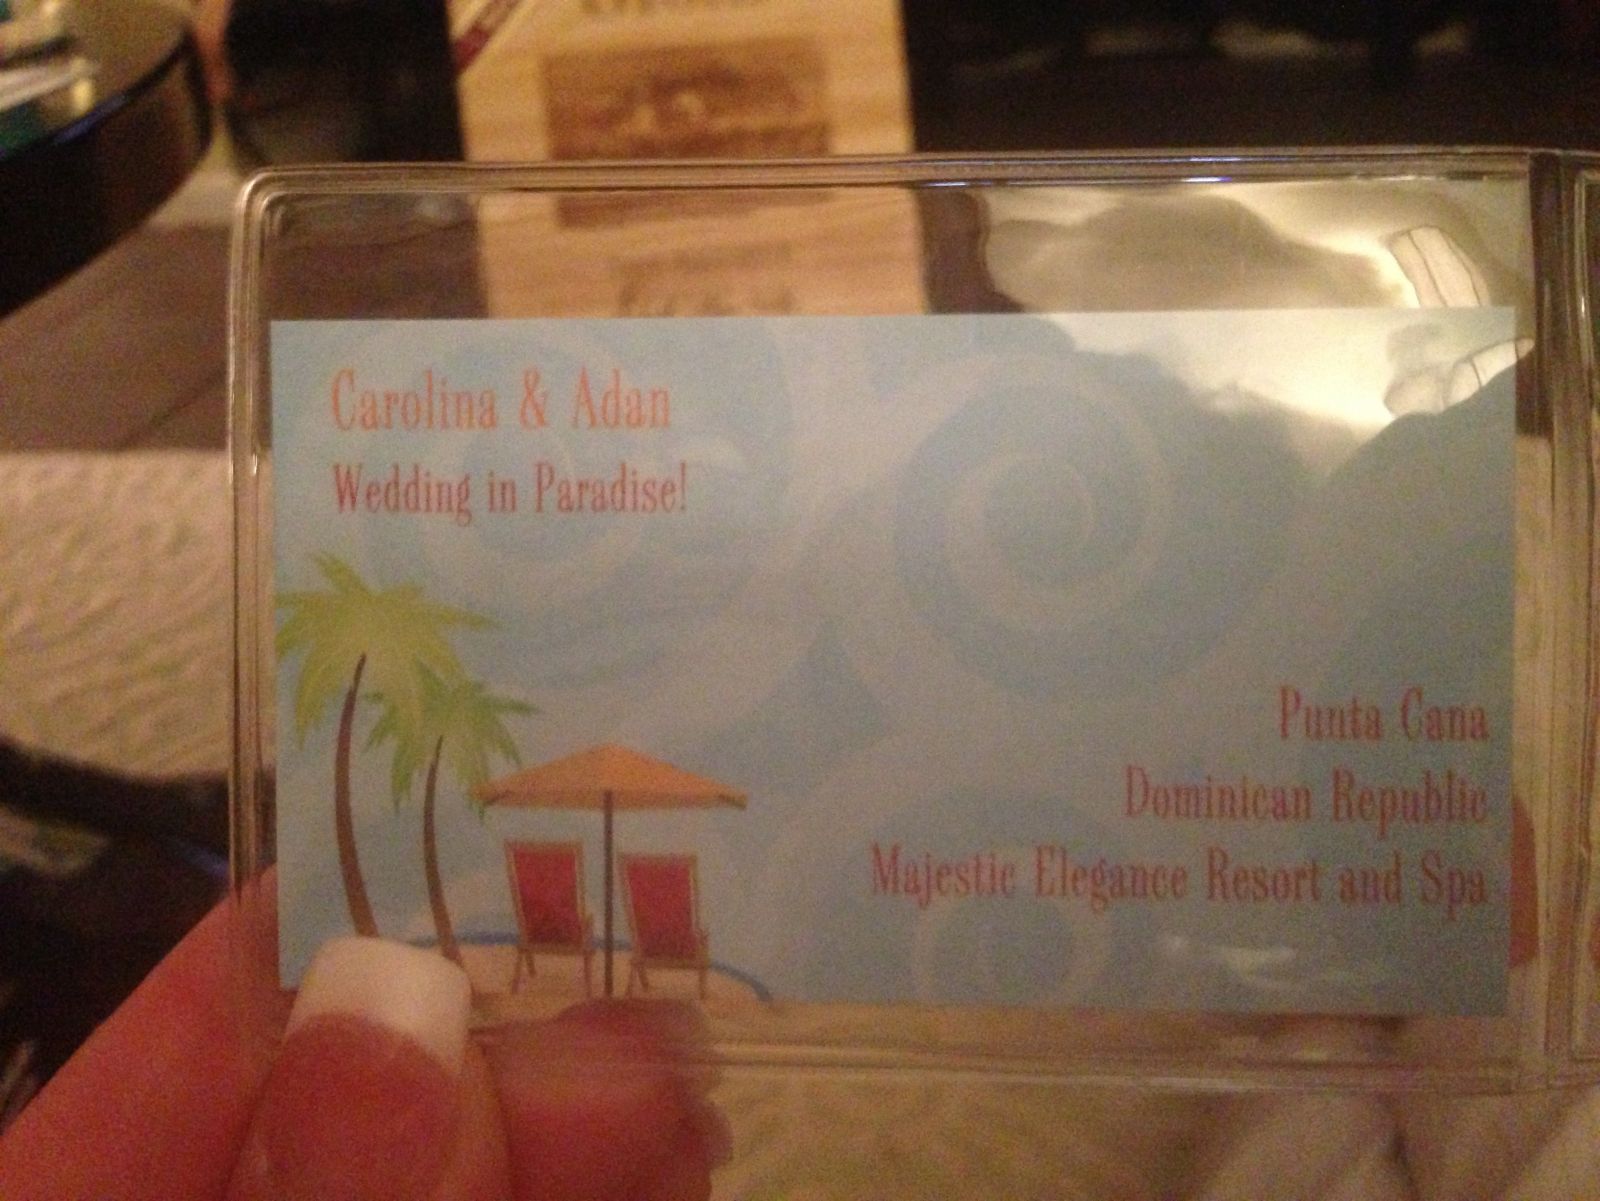 Carolina & Adan
Wedding in Paradise!
Punta Cana
Dominican Republic
Majestic Elegance Resort and Spa